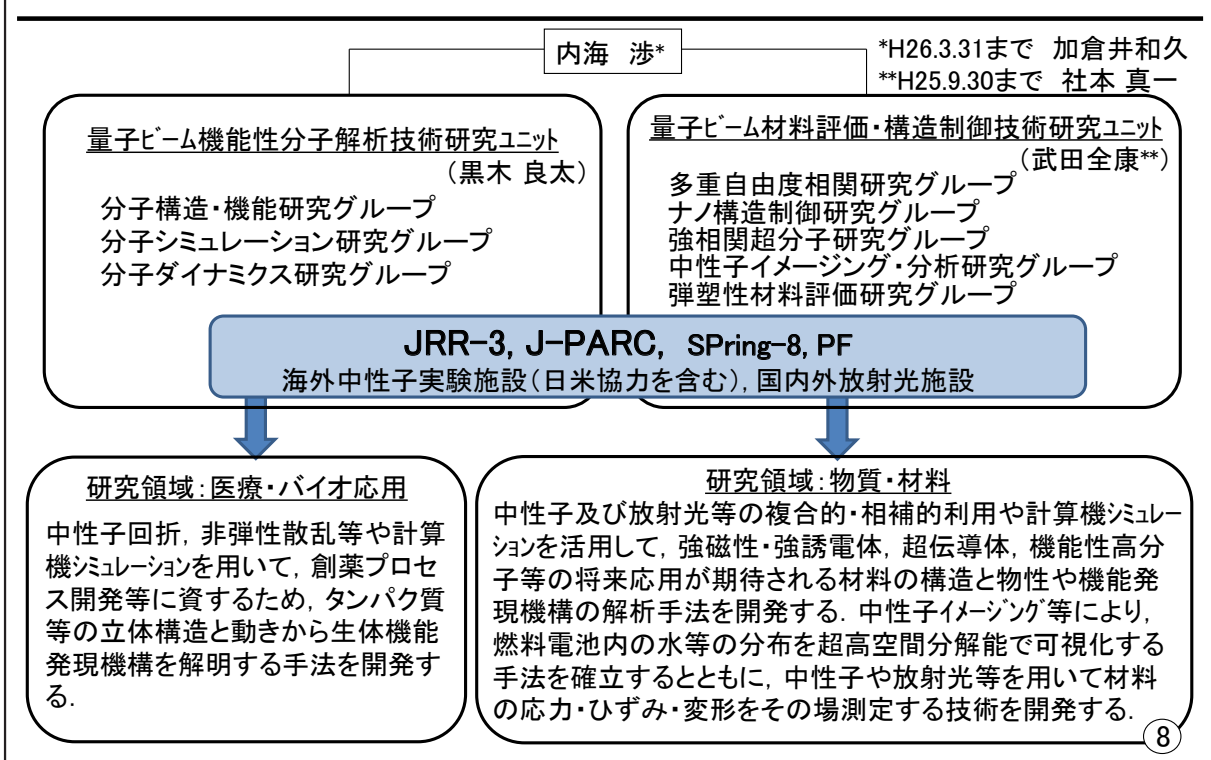 内海 渉*
*H26.3.31まで 加倉井和久
**H25.9.30まで 社本 真一
量子ﾋﾞｰﾑ機能性分子解析技術研究ﾕﾆｯﾄ
（黒木 良太）
分子構造・機能研究グループ
分子シミュレーション研究グループ
分子ダイナミクス研究グループ
量子ﾋﾞｰﾑ材料評価・構造制御技術研究ﾕﾆｯﾄ
（武田全康**）
多重自由度相関研究グループ
ナノ構造制御研究グループ
強相関超分子研究グループ
中性子イメージング・分析研究グループ
弾塑性材料評価研究グループ
JRR-3, J-PARC, SPring-8, PF
海外中性子実験施設（日米協力を含む）, 国内外放射光施設
研究領域：医療・バイオ応用
中性子回折, 非弾性散乱等や計算
機ｼﾐｭﾚｰｼｮﾝを用いて, 創薬プロセ
ス開発等に資するため, タンパク質
等の立体構造と動きから生体機能
発現機構を解明する手法を開発す
る.
研究領域：物質・材料
中性子及び放射光等の複合的・相補的利用や計算機ｼﾐｭﾚｰ
ｼｮﾝを活用して, 強磁性・強誘電体, 超伝導体, 機能性高分
子等の将来応用が期待される材料の構造と物性や機能発
現機構の解析手法を開発する. 中性子ｲﾒｰｼﾞﾝｸﾞ等により,
燃料電池内の水等の分布を超高空間分解能で可視化する
手法を確立するとともに, 中性子や放射光等を用いて材料
の応力・ひずみ・変形をその場測定する技術を開発する.
8